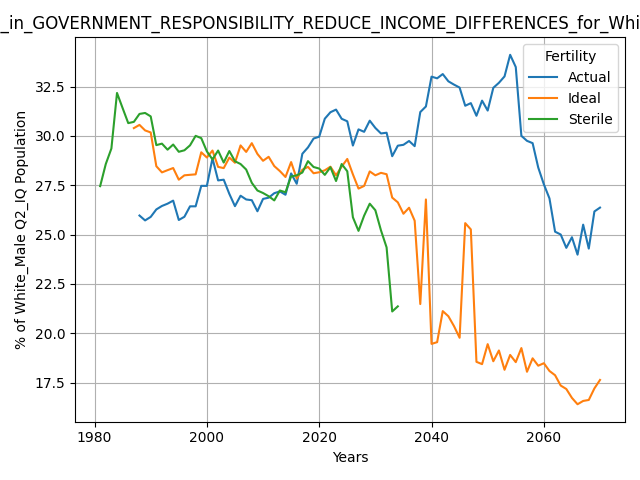 _in_GOVERNMENT_RESPONSIBILITY_REDUCE_INCOME_DIFFERENCES_for_Whi
Fertility
Actual
Ideal
Sterile
% of White_Male Q2_IQ Population
32.5
30.0
27.5
25.0
22.5
20.0
17.5
1980 2000 2020 2040 2060
Years